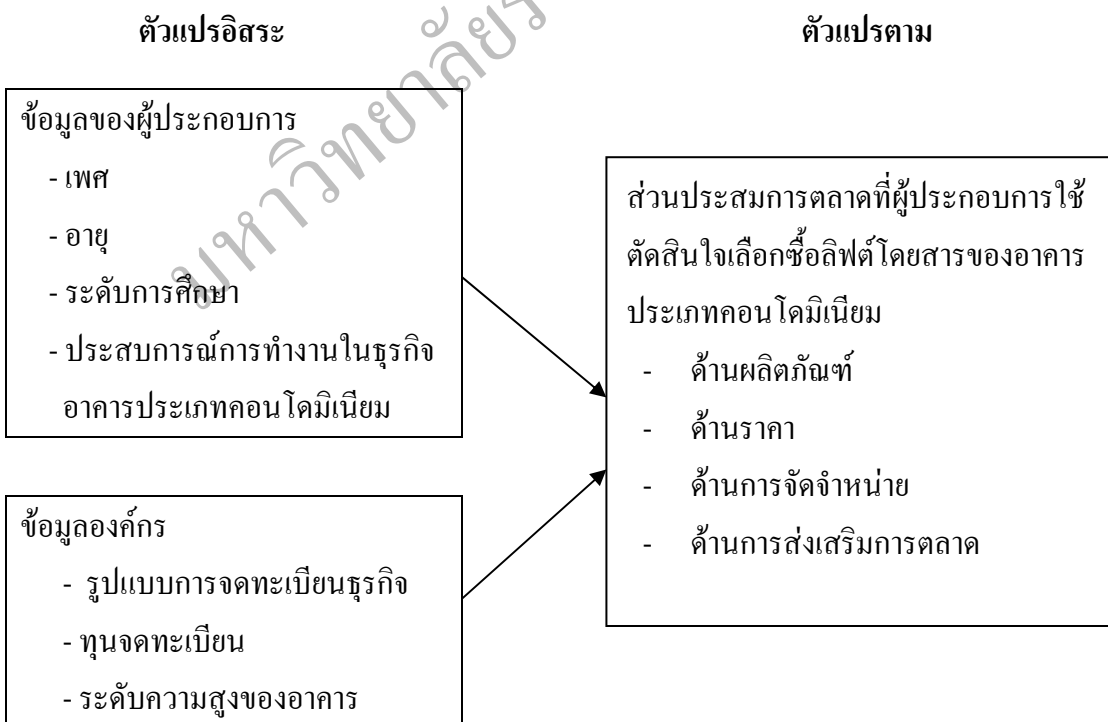 ตัวแปรอิสระ
ตัวแปรตาม
ข้อมูลของผู้ประกอบการ
- เพศ
- อายุ
- ระดับการศึกษา
- ประสบการณ์การทำงานในธุรกิจ
อาคารประเภทคอนโดมิเนียม
ข้อมูลองค์กร
- รูปแบบการจดทะเบียนธุรกิจ
- ทุนจดทะเบียน
- ระดับความสูงของอาคาร
ส่วนประสมการตลาดที่ผู้ประกอบการใช้
ตัดสินใจเลือกซื้อลิฟต์โดยสารของอาคาร
ประเภทคอนโดมิเนียม
- ด้านผลิตภัณฑ์
- ด้านราคา
- ด้านการจัดจำหน่าย
- ด้านการส่งเสริมการตลาด